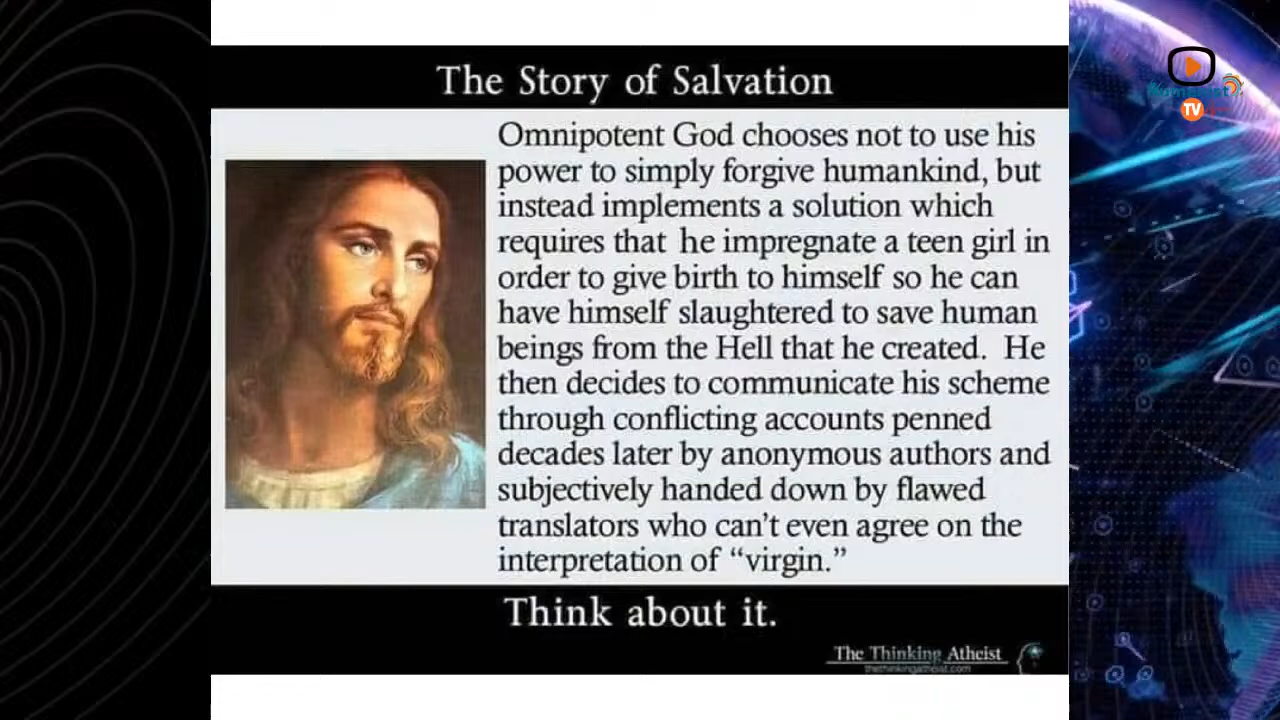 The Story of Salvation
Omnipotent God chooses not to use his
power to simply forgive humankind, but
instead implements a solution which
requires that he impregnate a teen girl in
order to give birth to himself so he can
have himself slaughtered to save human
beings from the Hell that he created. He
then decides to communicate his scheme
through conflicting accounts penned
decades later by anonymous authors and
subjectively handed down by flawed
translators who can't even agree on the
interpretation of “virgin.”
Think about it.
The Thinking Atheist
thethinkingatheist.com
TV